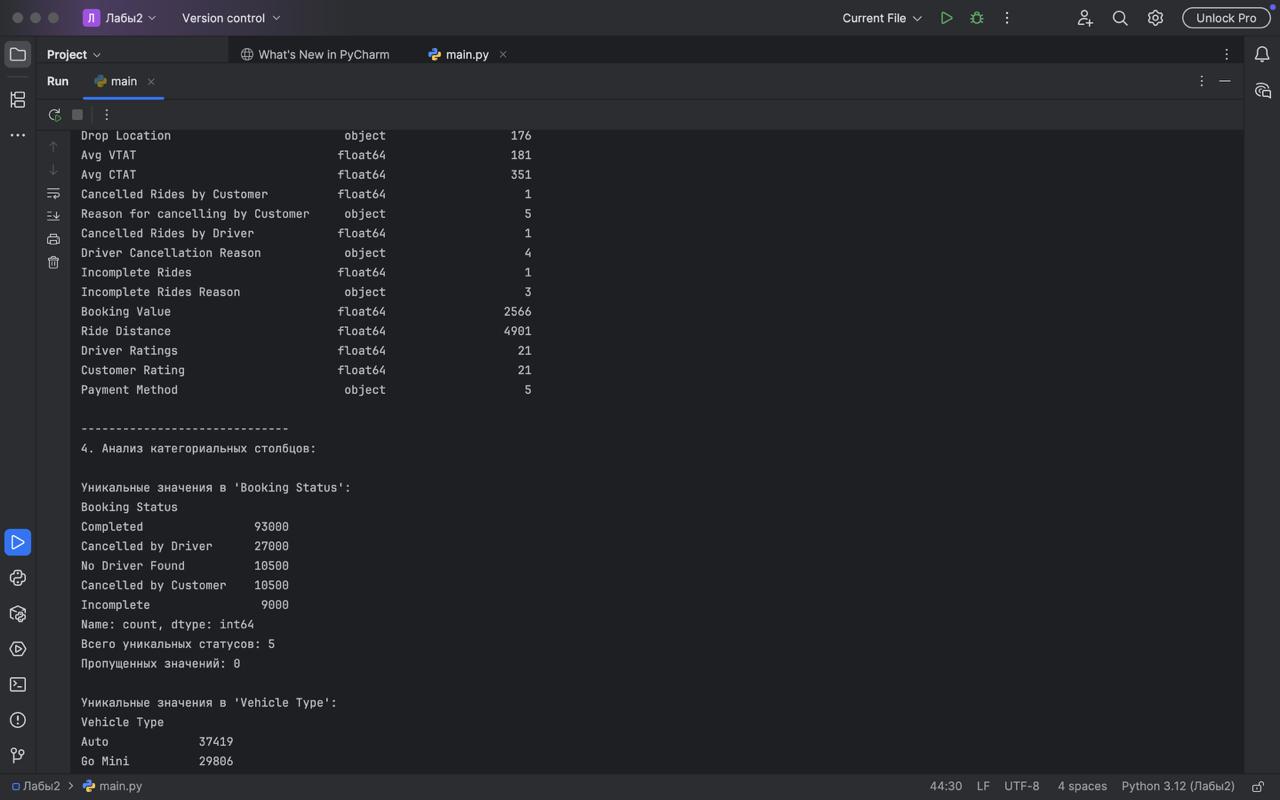 Л Лабы2 Version control Current File Unlock Pro
Project What's New in PyCharm main.py
Run main
Drop Location object 176
Avg VTAT float64 181
Avg CTAT float64 351
Cancelled Rides by Customer float64 1
Reason for cancelling by Customer object 5
Cancelled Rides by Driver float64 1
Driver Cancellation Reason object 4
Incomplete Rides float64 1
Incomplete Rides Reason object 3
Booking Value float64 2566
Ride Distance float64 4901
Driver Ratings float64 21
Customer Rating float64 21
Payment Method object 5
------------------------------
4. Анализ категориальных столбцов:
Уникальные значения в 'Booking Status':
Booking Status
Completed 93000
Cancelled by Driver 27000
No Driver Found 10500
Cancelled by Customer 10500
Incomplete 9000
Name: count, dtype: int64
Всего уникальных статусов: 5
Пропущенных значений: 0
Уникальные значения в 'Vehicle Type':
Vehicle Type
Auto 37419
Go Mini 29806
Лабы2 main.py 44:30 LF UTF-8 4 spaces Python 3.12 (Лабы2)